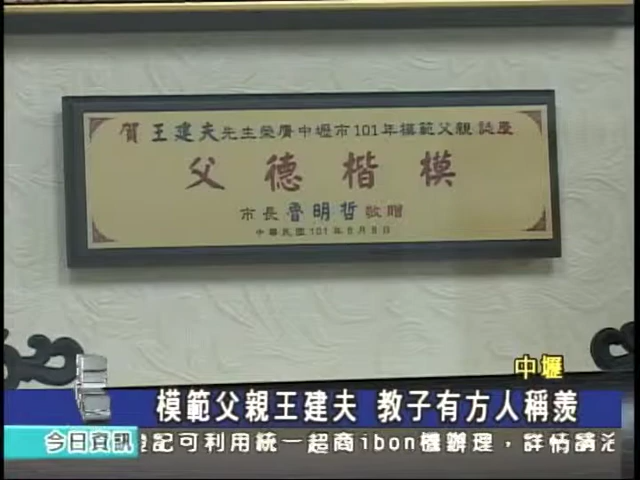 賀王建夫先生榮膺中壢市101年模範父親誌慶
父德楷模
市長魯明哲敬贈
中華民國101年8月8日
中壢
模範父親王建夫 教子有方人稱羨
今日資訊
登記可利用統一超商ibon機辦理，詳情請洽